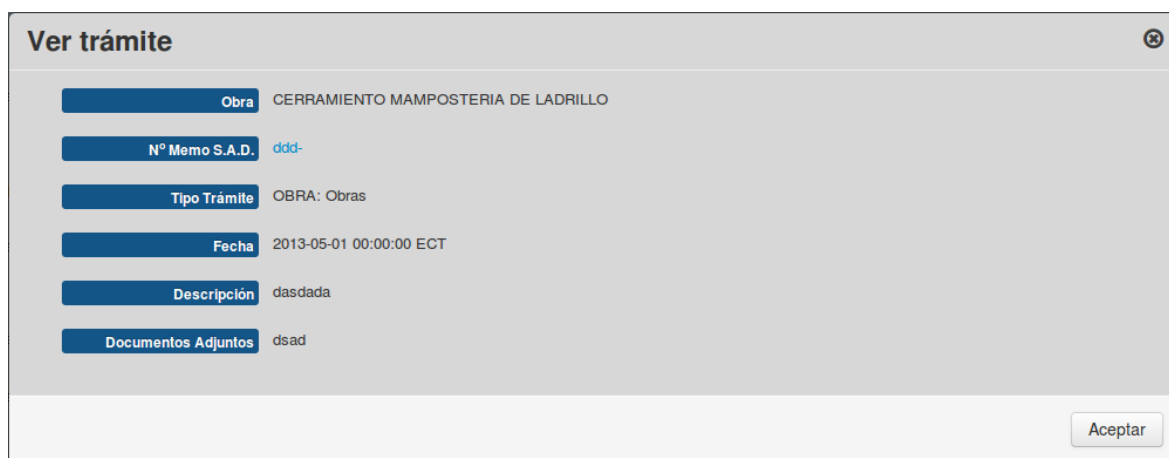 Ver trámite
Obra CERRAMIENTO MAMPOSTERIA DE LADRILLO
Nº Memo S.A.D. ddd-
Tipo Trámite OBRA: Obras
Fecha 2013-05-01 00:00:00 ECT
Descripción dasdada
Documentos Adjuntos dsad
Aceptar